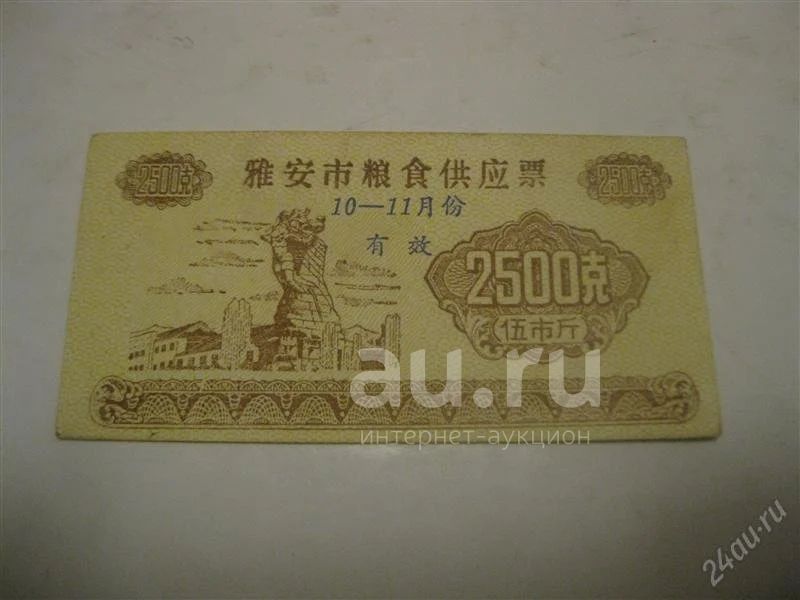 雅安市粮食供应票
2500克
2500克
10—11月份
有效
2500克
伍市斤
au.ru
интернет-аукцион
24au.ru